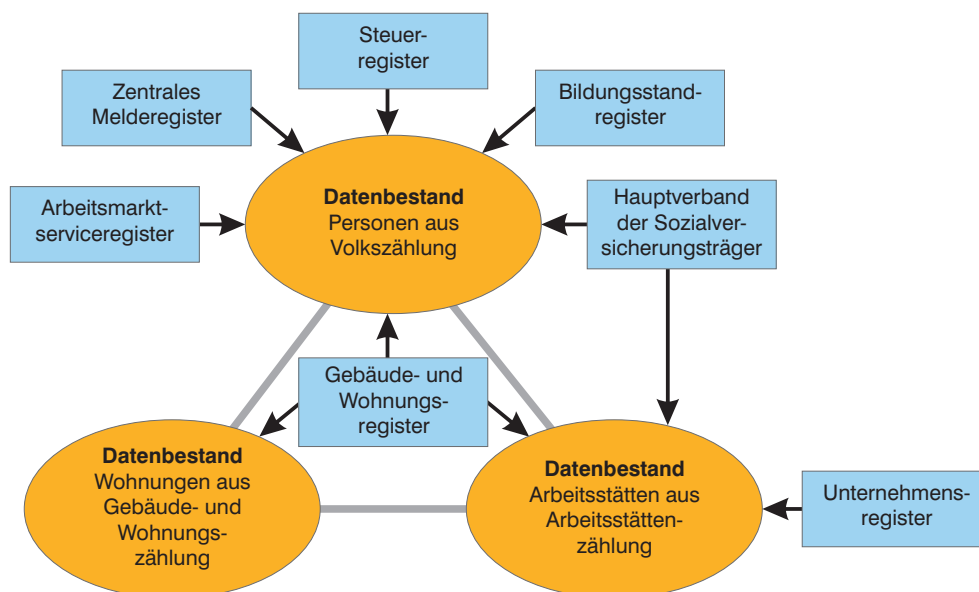 Steuer-
register
Zentrales
Melderegister
Bildungsstand-
register
Arbeitsmarkt-
serviceregister
Datenbestand
Personen aus
Volkszählung
Hauptverband
der Sozialver-
sicherungsträger
Gebäude- und
Wohnungs-
register
Datenbestand
Wohnungen aus
Gebäude- und
Wohnungs-
zählung
Datenbestand
Arbeitsstätten aus
Arbeitsstätten-
zählung
Unternehmens-
register